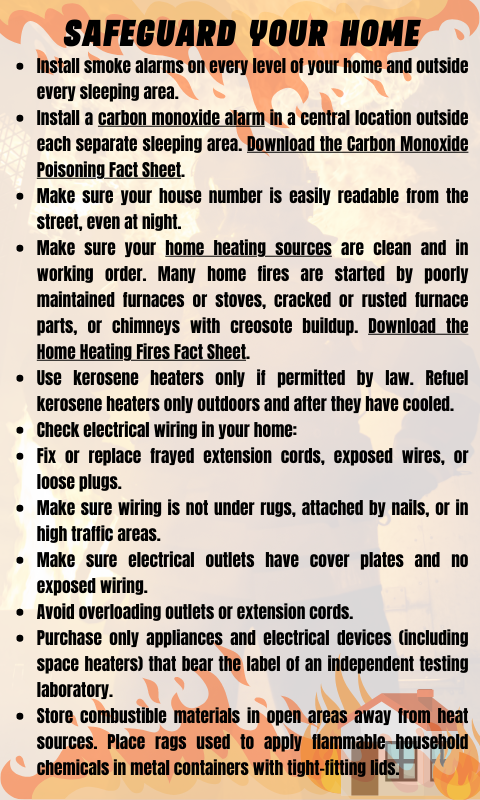 SAFEGUARD YOUR HOME
• Install smoke alarms on every level of your home and outside
every sleeping area.
• Install a carbon monoxide alarm in a central location outside
each separate sleeping area. Download the Carbon Monoxide
Poisoning Fact Sheet.
• Make sure your house number is easily readable from the
street, even at night.
• Make sure your home heating sources are clean and in
working order. Many home fires are started by poorly
maintained furnaces or stoves, cracked or rusted furnace
parts, or chimneys with creosote buildup. Download the
Home Heating Fires Fact Sheet.
• Use kerosene heaters only if permitted by law. Refuel
kerosene heaters only outdoors and after they have cooled.
• Check electrical wiring in your home:
• Fix or replace frayed extension cords, exposed wires, or
loose plugs.
• Make sure wiring is not under rugs, attached by nails, or in
high traffic areas.
• Make sure electrical outlets have cover plates and no
exposed wiring.
• Avoid overloading outlets or extension cords.
• Purchase only appliances and electrical devices (including
space heaters) that bear the label of an independent testing
laboratory.
• Store combustible materials in open areas away from heat
sources. Place rags used to apply flammable household
chemicals in metal containers with tight-fitting lids.